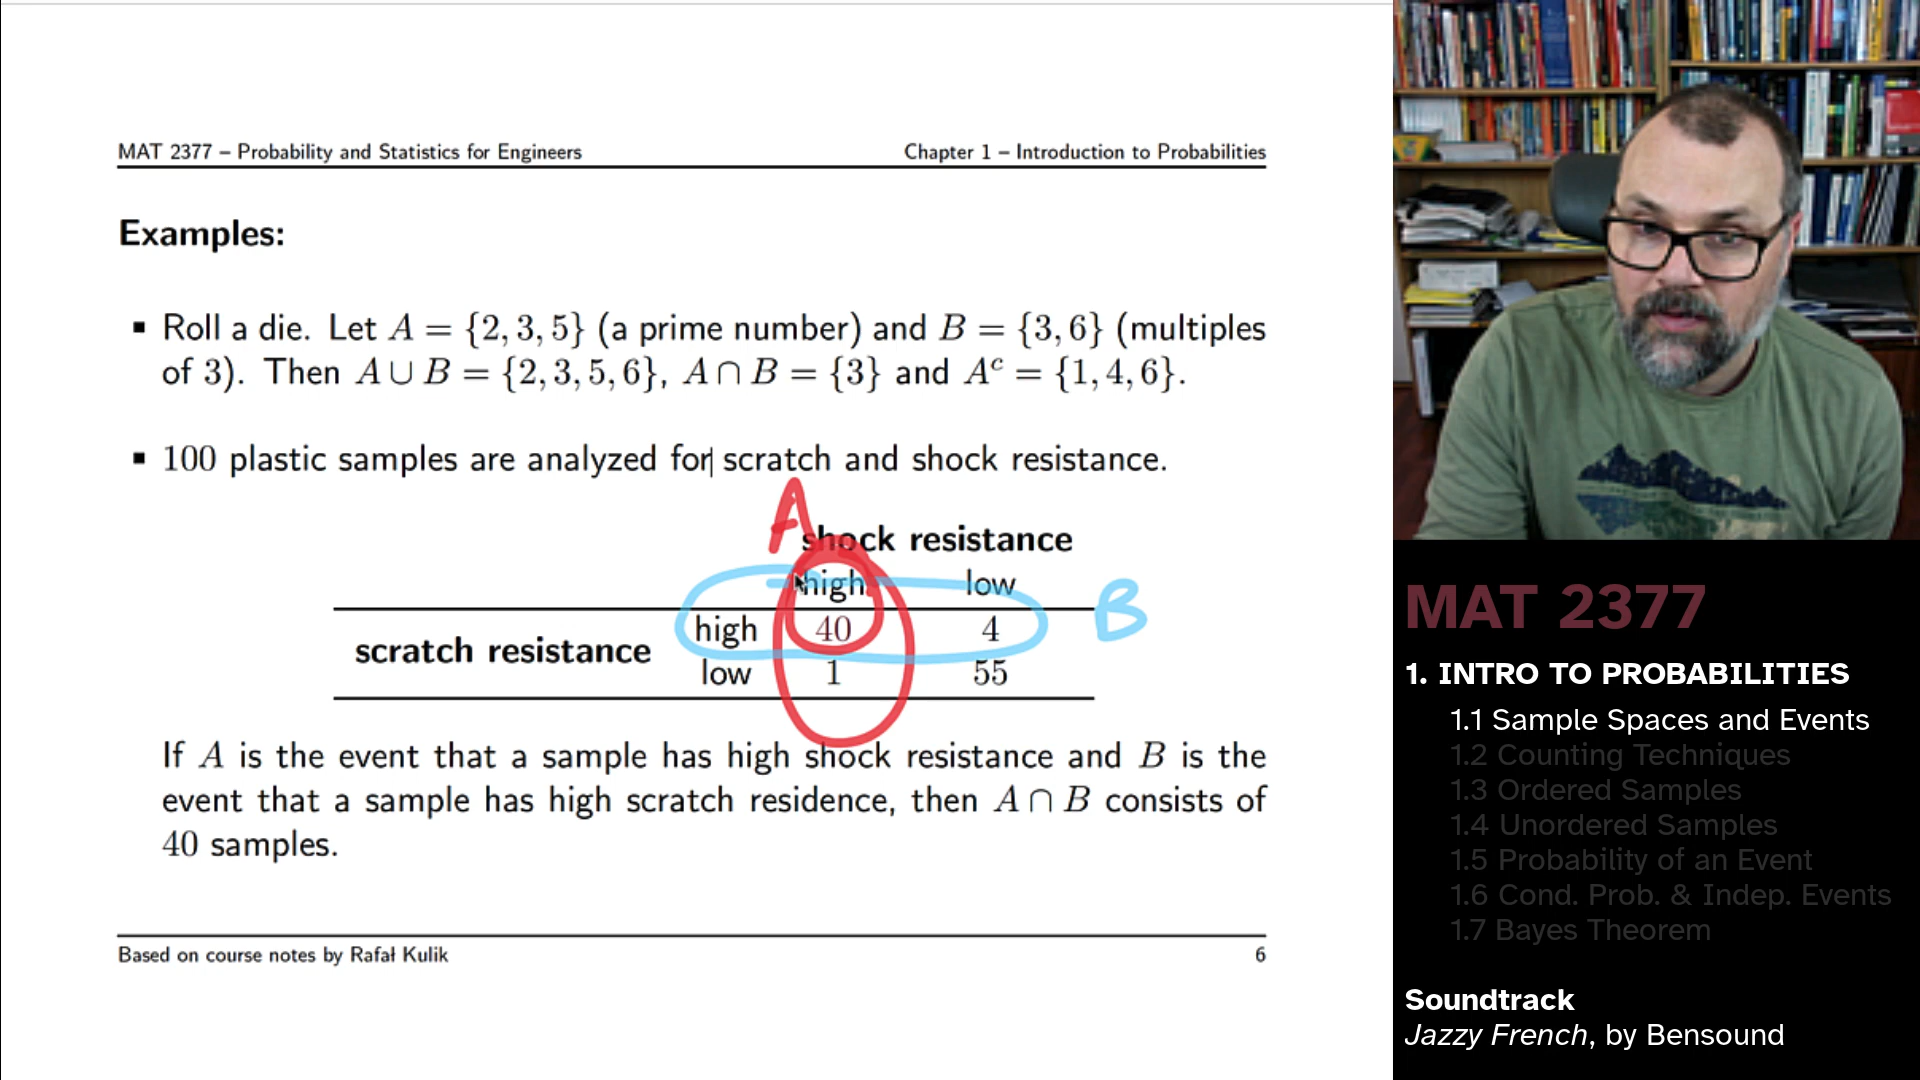 MAT 2377 – Probability and Statistics for Engineers
Chapter 1 – Introduction to Probabilities
Examples:
▪ Roll a die. Let A = {2, 3, 5} (a prime number) and B = {3, 6} (multiples
of 3). Then A ∪ B = {2, 3, 5, 6}, A ∩ B = {3} and Aᶜ = {1, 4, 6}.
▪ 100 plastic samples are analyzed for scratch and shock resistance.
A
shock resistance
high low
high 40 4
B
scratch resistance
low 1 55
If A is the event that a sample has high shock resistance and B is the
event that a sample has high scratch residence, then A ∩ B consists of
40 samples.
Based on course notes by Rafał Kulik
6
MAT 2377
1. INTRO TO PROBABILITIES
1.1 Sample Spaces and Events
1.2 Counting Techniques
1.3 Ordered Samples
1.4 Unordered Samples
1.5 Probability of an Event
1.6 Cond. Prob. & Indep. Events
1.7 Bayes Theorem
Soundtrack
Jazzy French, by Bensound